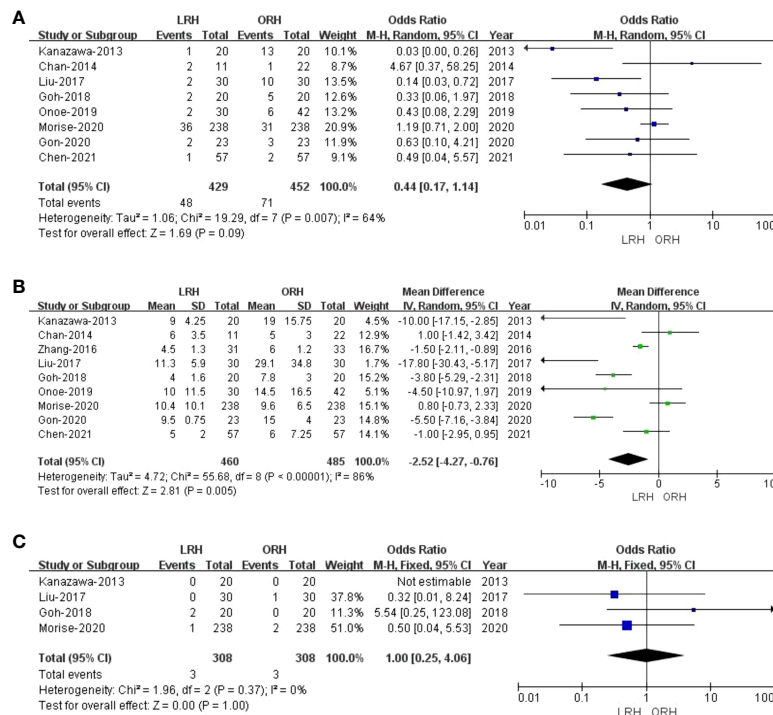 A
LRH ORH Odds Ratio Odds Ratio
Study or Subgroup Events Total Events Total Weight M-H, Random, 95% CI Year M-H, Random, 95% CI
Kanazawa-2013 1 20 13 20 10.1% 0.03 [0.00, 0.26] 2013
Chan-2014 2 11 1 22 8.7% 4.67 [0.37, 58.25] 2014
Liu-2017 2 30 10 30 13.5% 0.14 [0.03, 0.72] 2017
Goh-2018 2 20 5 20 12.6% 0.33 [0.06, 1.97] 2018
Onoe-2019 2 30 6 42 13.2% 0.43 [0.08, 2.29] 2019
Morise-2020 36 238 31 238 20.9% 1.19 [0.71, 2.00] 2020
Gon-2020 2 23 3 23 11.8% 0.63 [0.10, 4.21] 2020
Chen-2021 1 57 2 57 9.1% 0.49 [0.04, 5.57] 2021
Total (95% CI) 429 452 100.0% 0.44 [0.17, 1.14]
Total events 48 71
Heterogeneity: Tau² = 1.06; Chi² = 19.29, df = 7 (P = 0.007); I² = 64%
Test for overall effect: Z = 1.69 (P = 0.09)
0.01 0.1 1 10 100
LRH ORH
B
LRH ORH Mean Difference Mean Difference
Study or Subgroup Mean SD Total Mean SD Total Weight IV, Random, 95% CI Year IV, Random, 95% CI
Kanazawa-2013 9 4.25 20 19 15.75 20 4.5% -10.00 [-17.15, -2.85] 2013
Chan-2014 6 3.5 11 5 3 22 12.9% 1.00 [-1.42, 3.42] 2014
Zhang-2016 4.5 1.3 31 6 1.2 33 16.2% -1.50 [-2.11, -0.89] 2016
Liu-2017 11.3 5.9 30 29.1 34.8 30 1.8% -17.80 [-30.43, -5.17] 2017
Goh-2018 4 1.6 20 7.8 3 20 15.2% -3.80 [-5.29, -2.31] 2018
Onoe-2019 10 11.5 30 14.5 16.5 42 5.1% -4.50 [-10.97, 1.97] 2019
Morise-2020 10.4 10.1 238 9.6 6.5 238 15.1% 0.80 [-0.73, 2.33] 2020
Gon-2020 9.5 0.75 23 15 4 23 14.9% -5.50 [-7.16, -3.84] 2020
Chen-2021 5 2 57 6 7.25 57 14.1% -1.00 [-2.95, 0.95] 2021
Total (95% CI) 460 485 100.0% -2.52 [-4.27, -0.76]
Heterogeneity: Tau² = 4.72; Chi² = 55.68, df = 8 (P < 0.00001); I² = 86%
Test for overall effect: Z = 2.81 (P = 0.005)
-10 -5 0 5 10
LRH ORH
C
LRH ORH Odds Ratio Odds Ratio
Study or Subgroup Events Total Events Total Weight M-H, Fixed, 95% CI Year M-H, Fixed, 95% CI
Kanazawa-2013 0 20 0 20 Not estimable 2013
Liu-2017 0 30 1 30 37.8% 0.32 [0.01, 8.24] 2017
Goh-2018 2 20 0 20 11.3% 5.54 [0.25, 123.08] 2018
Morise-2020 1 238 2 238 51.0% 0.50 [0.04, 5.53] 2020
Total (95% CI) 308 308 100.0% 1.00 [0.25, 4.06]
Total events 3 3
Heterogeneity: Chi² = 1.96, df = 2 (P = 0.37); I² = 0%
Test for overall effect: Z = 0.00 (P = 1.00)
0.01 0.1 1 10 100
LRH ORH